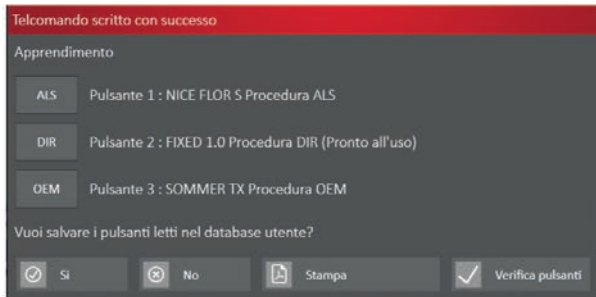 Telcomando scritto con successo
Apprendimento
ALS Pulsante 1 : NICE FLOR S Procedura ALS
DIR Pulsante 2 : FIXED 1.0 Procedura DIR (Pronto all'uso)
OEM Pulsante 3 : SOMMER TX Procedura OEM
Vuoi salvare i pulsanti letti nel database utente?
Si No Stampa Verifica pulsanti